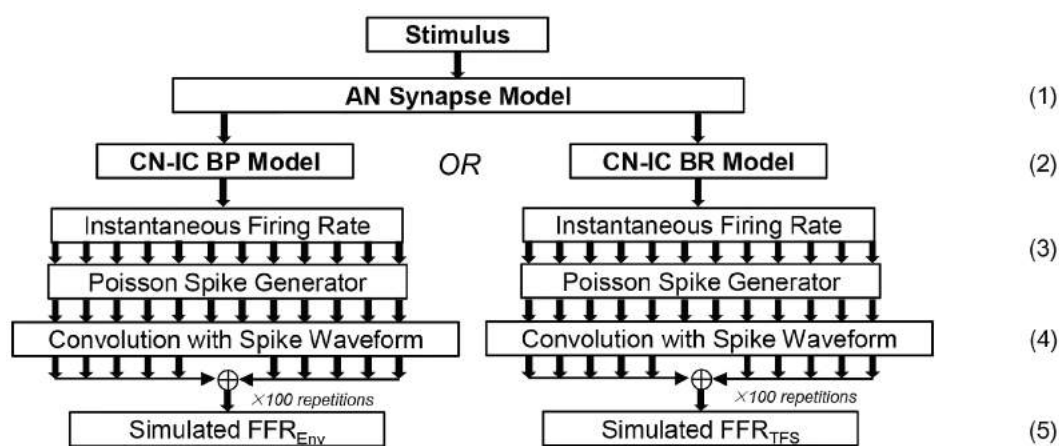 Stimulus
AN Synapse Model (1)
CN-IC BP Model OR CN-IC BR Model (2)
Instantaneous Firing Rate Instantaneous Firing Rate
(3)
Poisson Spike Generator Poisson Spike Generator
Convolution with Spike Waveform Convolution with Spike Waveform (4)
×100 repetitions ×100 repetitions
Simulated FFR_Env Simulated FFR_TFS (5)